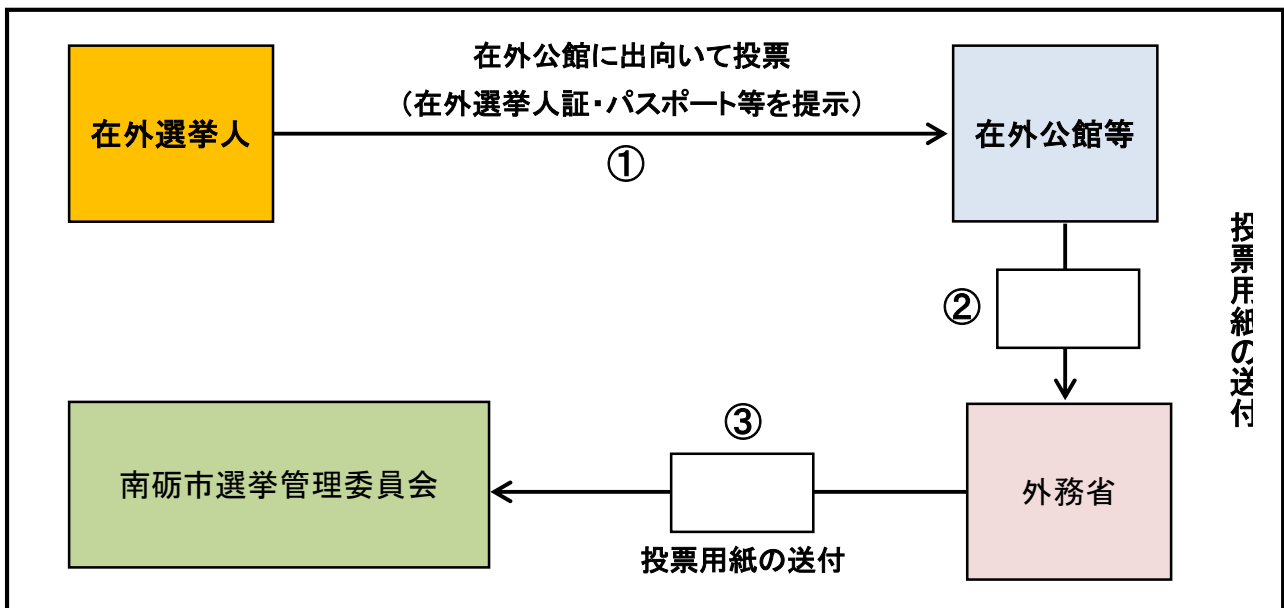 在外公館に出向いて投票
（在外選挙人証・パスポート等を提示）
在外選挙人
①
在外公館等
②
投票用紙の送付
③
南砺市選挙管理委員会
外務省
投票用紙の送付